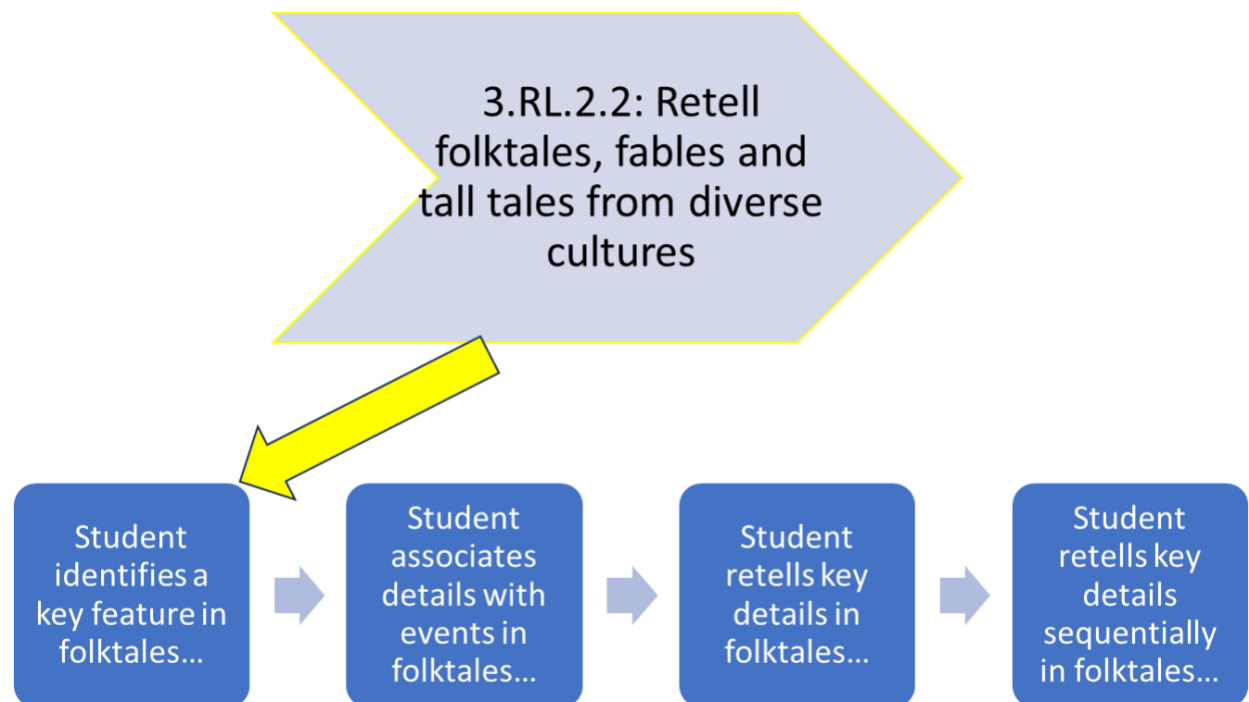 3.RL.2.2: Retell
folktales, fables and
tall tales from diverse
cultures
Student
identifies a
key feature in
folktales...
Student
associates
details with
events in
folktales...
Student
retells key
details in
folktales...
Student
retells key
details
sequentially
in folktales...